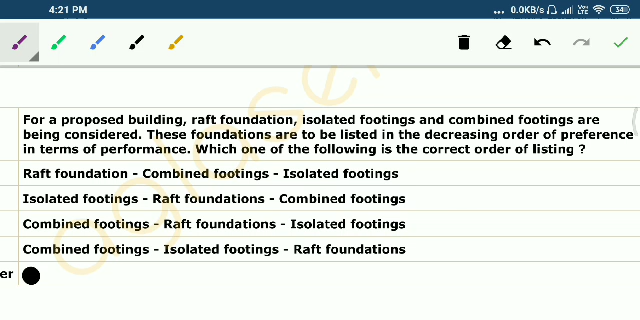 4:21 PM ... 0.0KB/s Vo) LTE 34
For a proposed building, raft foundation, isolated footings and combined footings are
being considered. These foundations are to be listed in the decreasing order of preference
in terms of performance. Which one of the following is the correct order of listing ?
Raft foundation - Combined footings - Isolated footings
Isolated footings - Raft foundations - Combined footings
Combined footings - Raft foundations - Isolated footings
Combined footings - Isolated footings - Raft foundations
er